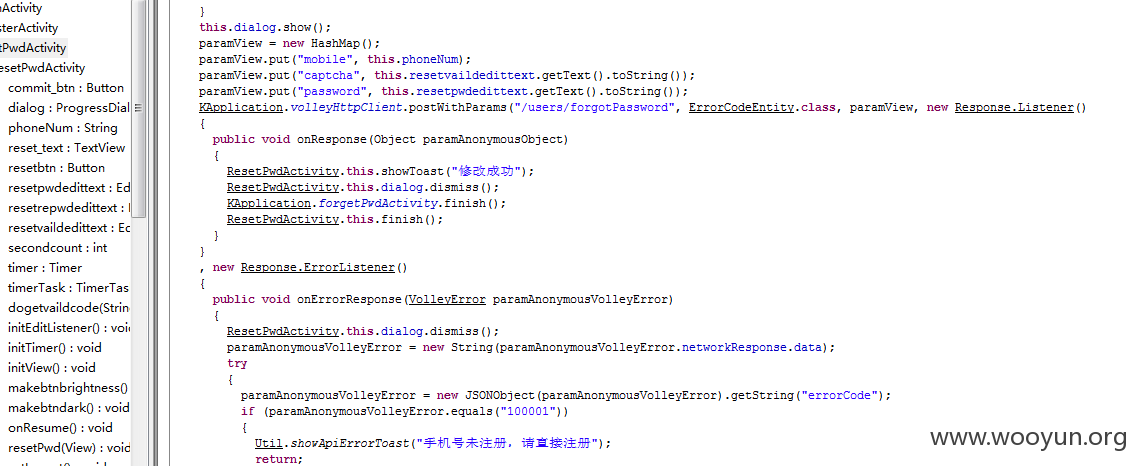 Activity
sterActivity
tPwdActivity
esetPwdActivity
commit_btn : Button
dialog : ProgressDial
phoneNum : String
reset_text : TextView
resetbtn : Button
resetpwdedittext : Ed
resetrepwdedittext :
resetvaildedittext : Ed
secondcount : int
timer : Timer
timerTask : TimerTas
dogetvaildcode(Strin
initEditListener() : voi
initTimer() : void
initView() : void
makebtnbrightness()
makebtndark() : void
onResume() : void
resetPwd(View) : void
}
this.dialog.show();
paramView = new HashMap();
paramView.put("mobile", this.phoneNum);
paramView.put("captcha", this.resetvaildedittext.getText().toString());
paramView.put("password", this.resetpwdedittext.getText().toString());
KApplication.volleyHttpClient.postWithParams("/users/forgotPassword", ErrorCodeEntity.class, paramView, new Response.Listener()
{
public void onResponse(Object paramAnonymousObject)
{
ResetPwdActivity.this.showToast("修改成功");
ResetPwdActivity.this.dialog.dismiss();
KApplication.forgetPwdActivity.finish();
ResetPwdActivity.this.finish();
}
}
, new Response.ErrorListener()
{
public void onErrorResponse(VolleyError paramAnonymousVolleyError)
{
ResetPwdActivity.this.dialog.dismiss();
paramAnonymousVolleyError = new String(paramAnonymousVolleyError.networkResponse.data);
try
{
paramAnonymousVolleyError = new JSONObject(paramAnonymousVolleyError).getString("errorCode");
if (paramAnonymousVolleyError.equals("100001"))
{
Util.showApiErrorToast("手机号未注册，请直接注册");
return;
www.wooyun.org